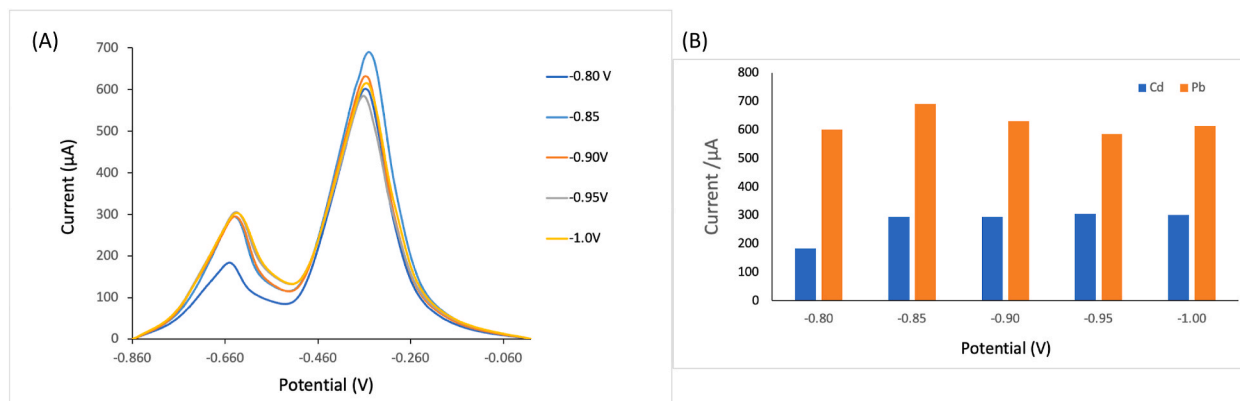 (A)
700
600
500
400
300
200
100
0
-0.860
-0.660
-0.460
-0.260
-0.060
Current (µA)
Potential (V)
-0.80 V
-0.85
-0.90V
-0.95V
-1.0V
(B)
800
700
600
500
400
300
200
100
0
Cd
Pb
-0.80
-0.85
-0.90
-0.95
-1.00
Current /µA
Potential (V)